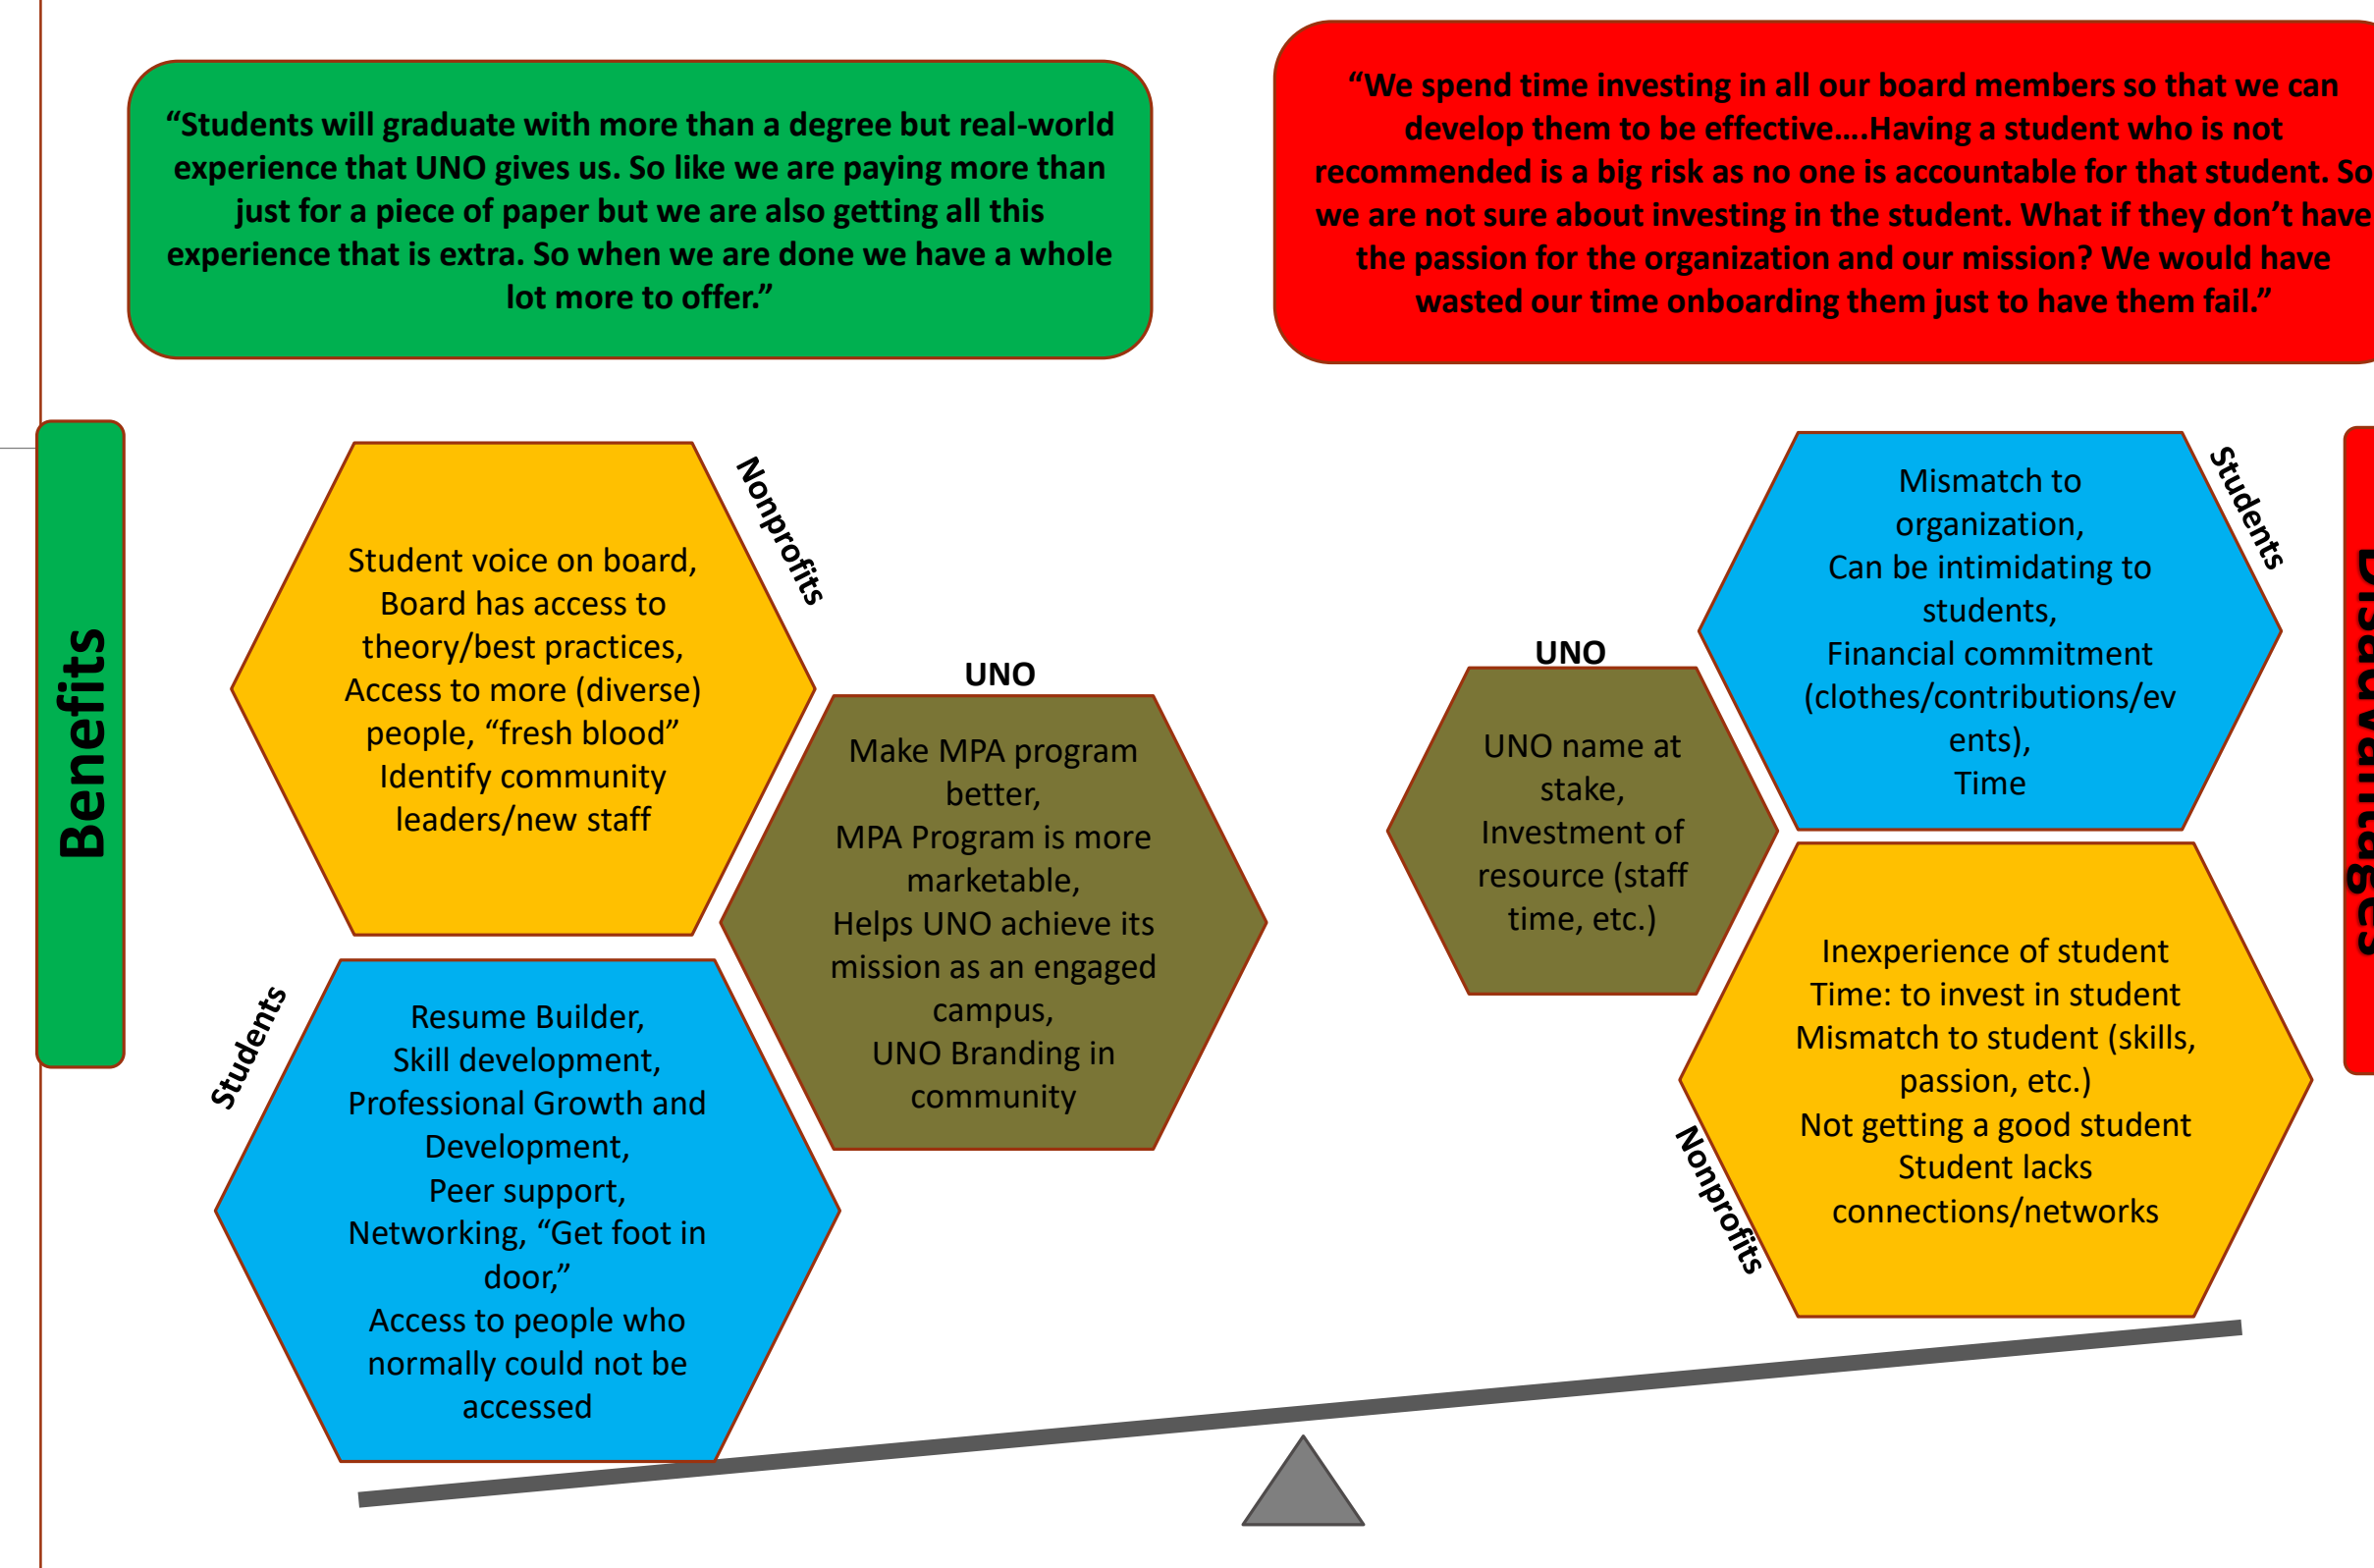 “Students will graduate with more than a degree but real-world
experience that UNO gives us. So like we are paying more than
just for a piece of paper but we are also getting all this
experience that is extra. So when we are done we have a whole
lot more to offer.”
“We spend time investing in all our board members so that we can
develop them to be effective….Having a student who is not
recommended is a big risk as no one is accountable for that student. So
we are not sure about investing in the student. What if they don’t have
the passion for the organization and our mission? We would have
wasted our time onboarding them just to have them fail.”
Benefits
Nonprofits
Student voice on board,
Board has access to
theory/best practices,
Access to more (diverse)
people, “fresh blood”
Identify community
leaders/new staff
UNO
Make MPA program
better,
MPA Program is more
marketable,
Helps UNO achieve its
mission as an engaged
campus,
UNO Branding in
community
Students
Resume Builder,
Skill development,
Professional Growth and
Development,
Peer support,
Networking, “Get foot in
door,”
Access to people who
normally could not be
accessed
UNO
UNO name at
stake,
Investment of
resource (staff
time, etc.)
Students
Mismatch to
organization,
Can be intimidating to
students,
Financial commitment
(clothes/contributions/ev
ents),
Time
Nonprofits
Inexperience of student
Time: to invest in student
Mismatch to student (skills,
passion, etc.)
Not getting a good student
Student lacks
connections/networks
Disadvantages